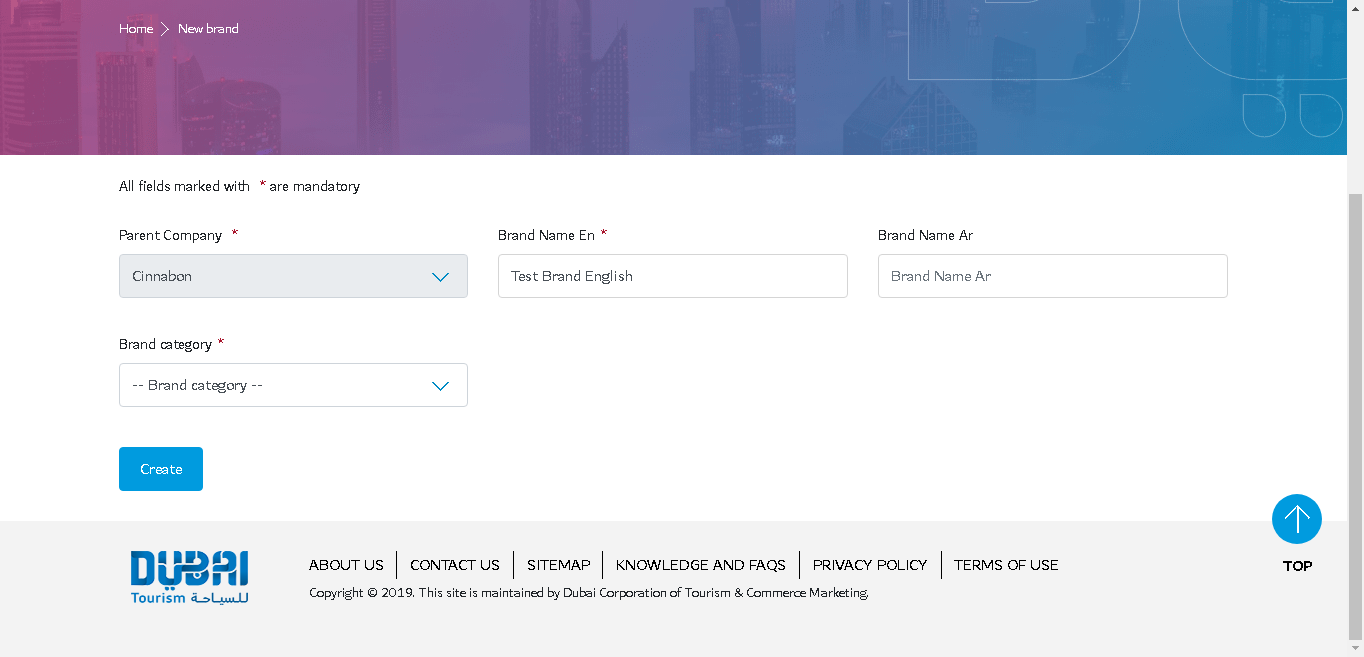 Home New brand
All fields marked with * are mandatory
Parent Company * Brand Name En * Brand Name Ar
Cinnabon Test Brand English Brand Name Ar
Brand category *
-- Brand category --
Create
DUBAI
Tourism للسياحة
ABOUT US CONTACT US SITEMAP KNOWLEDGE AND FAQS PRIVACY POLICY TERMS OF USE
TOP
Copyright © 2019. This site is maintained by Dubai Corporation of Tourism & Commerce Marketing.